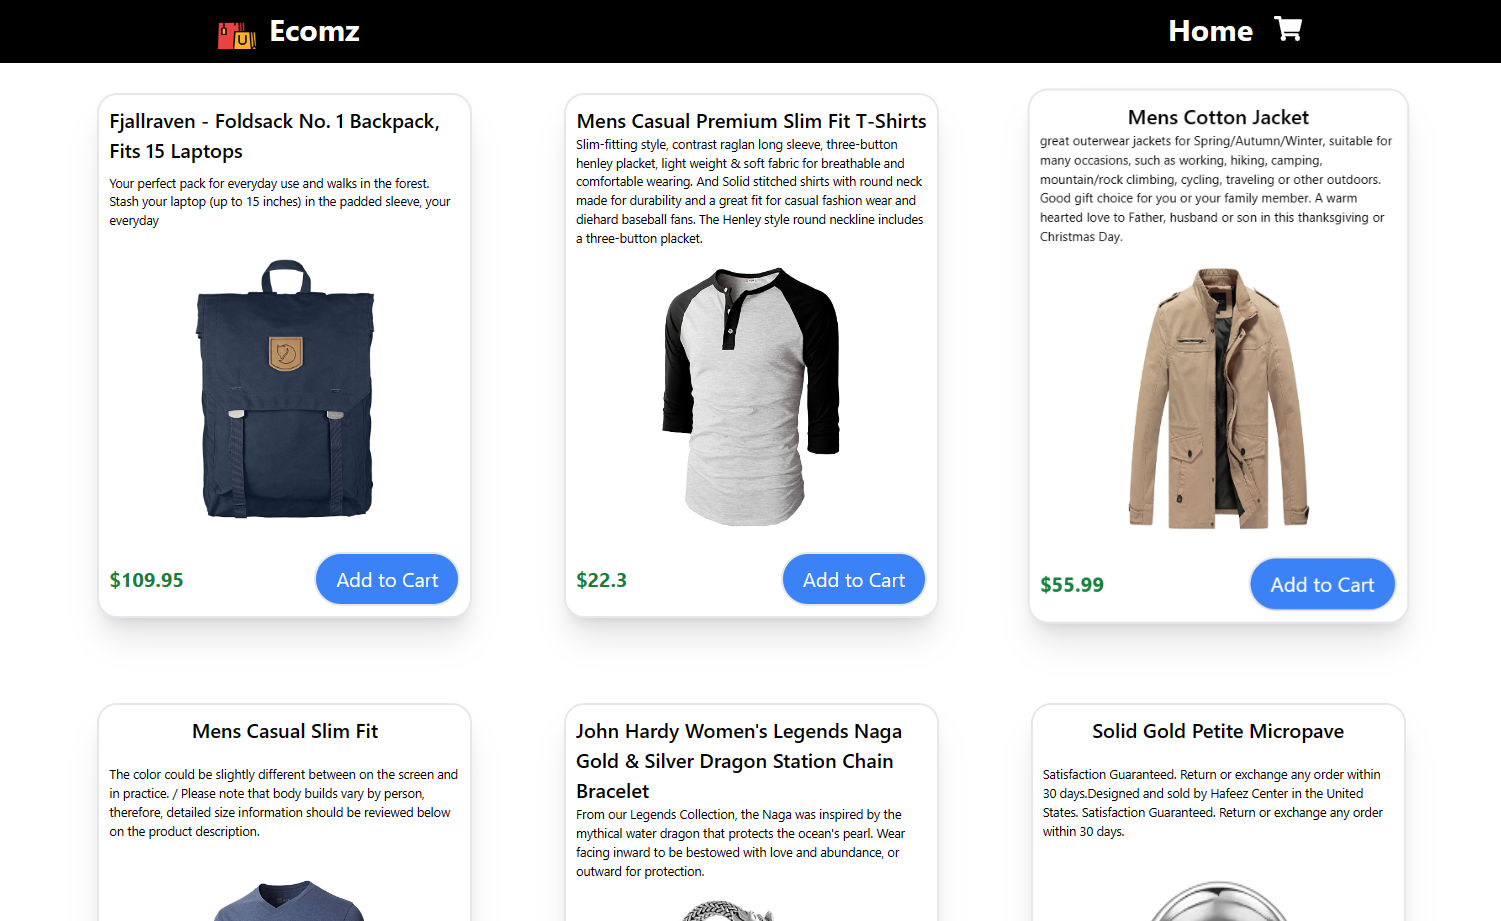 Ecomz
Home
Fjallraven - Foldsack No. 1 Backpack,
Fits 15 Laptops
Your perfect pack for everyday use and walks in the forest.
Stash your laptop (up to 15 inches) in the padded sleeve, your
everyday
$109.95
Add to Cart
Mens Casual Premium Slim Fit T-Shirts
Slim-fitting style, contrast raglan long sleeve, three-button
henley placket, light weight & soft fabric for breathable and
comfortable wearing. And Solid stitched shirts with round neck
made for durability and a great fit for casual fashion wear and
diehard baseball fans. The Henley style round neckline includes
a three-button placket.
$22.3
Add to Cart
Mens Cotton Jacket
great outerwear jackets for Spring/Autumn/Winter, suitable for
many occasions, such as working, hiking, camping,
mountain/rock climbing, cycling, traveling or other outdoors.
Good gift choice for you or your family member. A warm
hearted love to Father, husband or son in this thanksgiving or
Christmas Day.
$55.99
Add to Cart
Mens Casual Slim Fit
The color could be slightly different between on the screen and
in practice. / Please note that body builds vary by person,
therefore, detailed size information should be reviewed below
on the product description.
John Hardy Women's Legends Naga
Gold & Silver Dragon Station Chain
Bracelet
From our Legends Collection, the Naga was inspired by the
mythical water dragon that protects the ocean's pearl. Wear
facing inward to be bestowed with love and abundance, or
outward for protection.
Solid Gold Petite Micropave
Satisfaction Guaranteed. Return or exchange any order within
30 days.Designed and sold by Hafeez Center in the United
States. Satisfaction Guaranteed. Return or exchange any order
within 30 days.